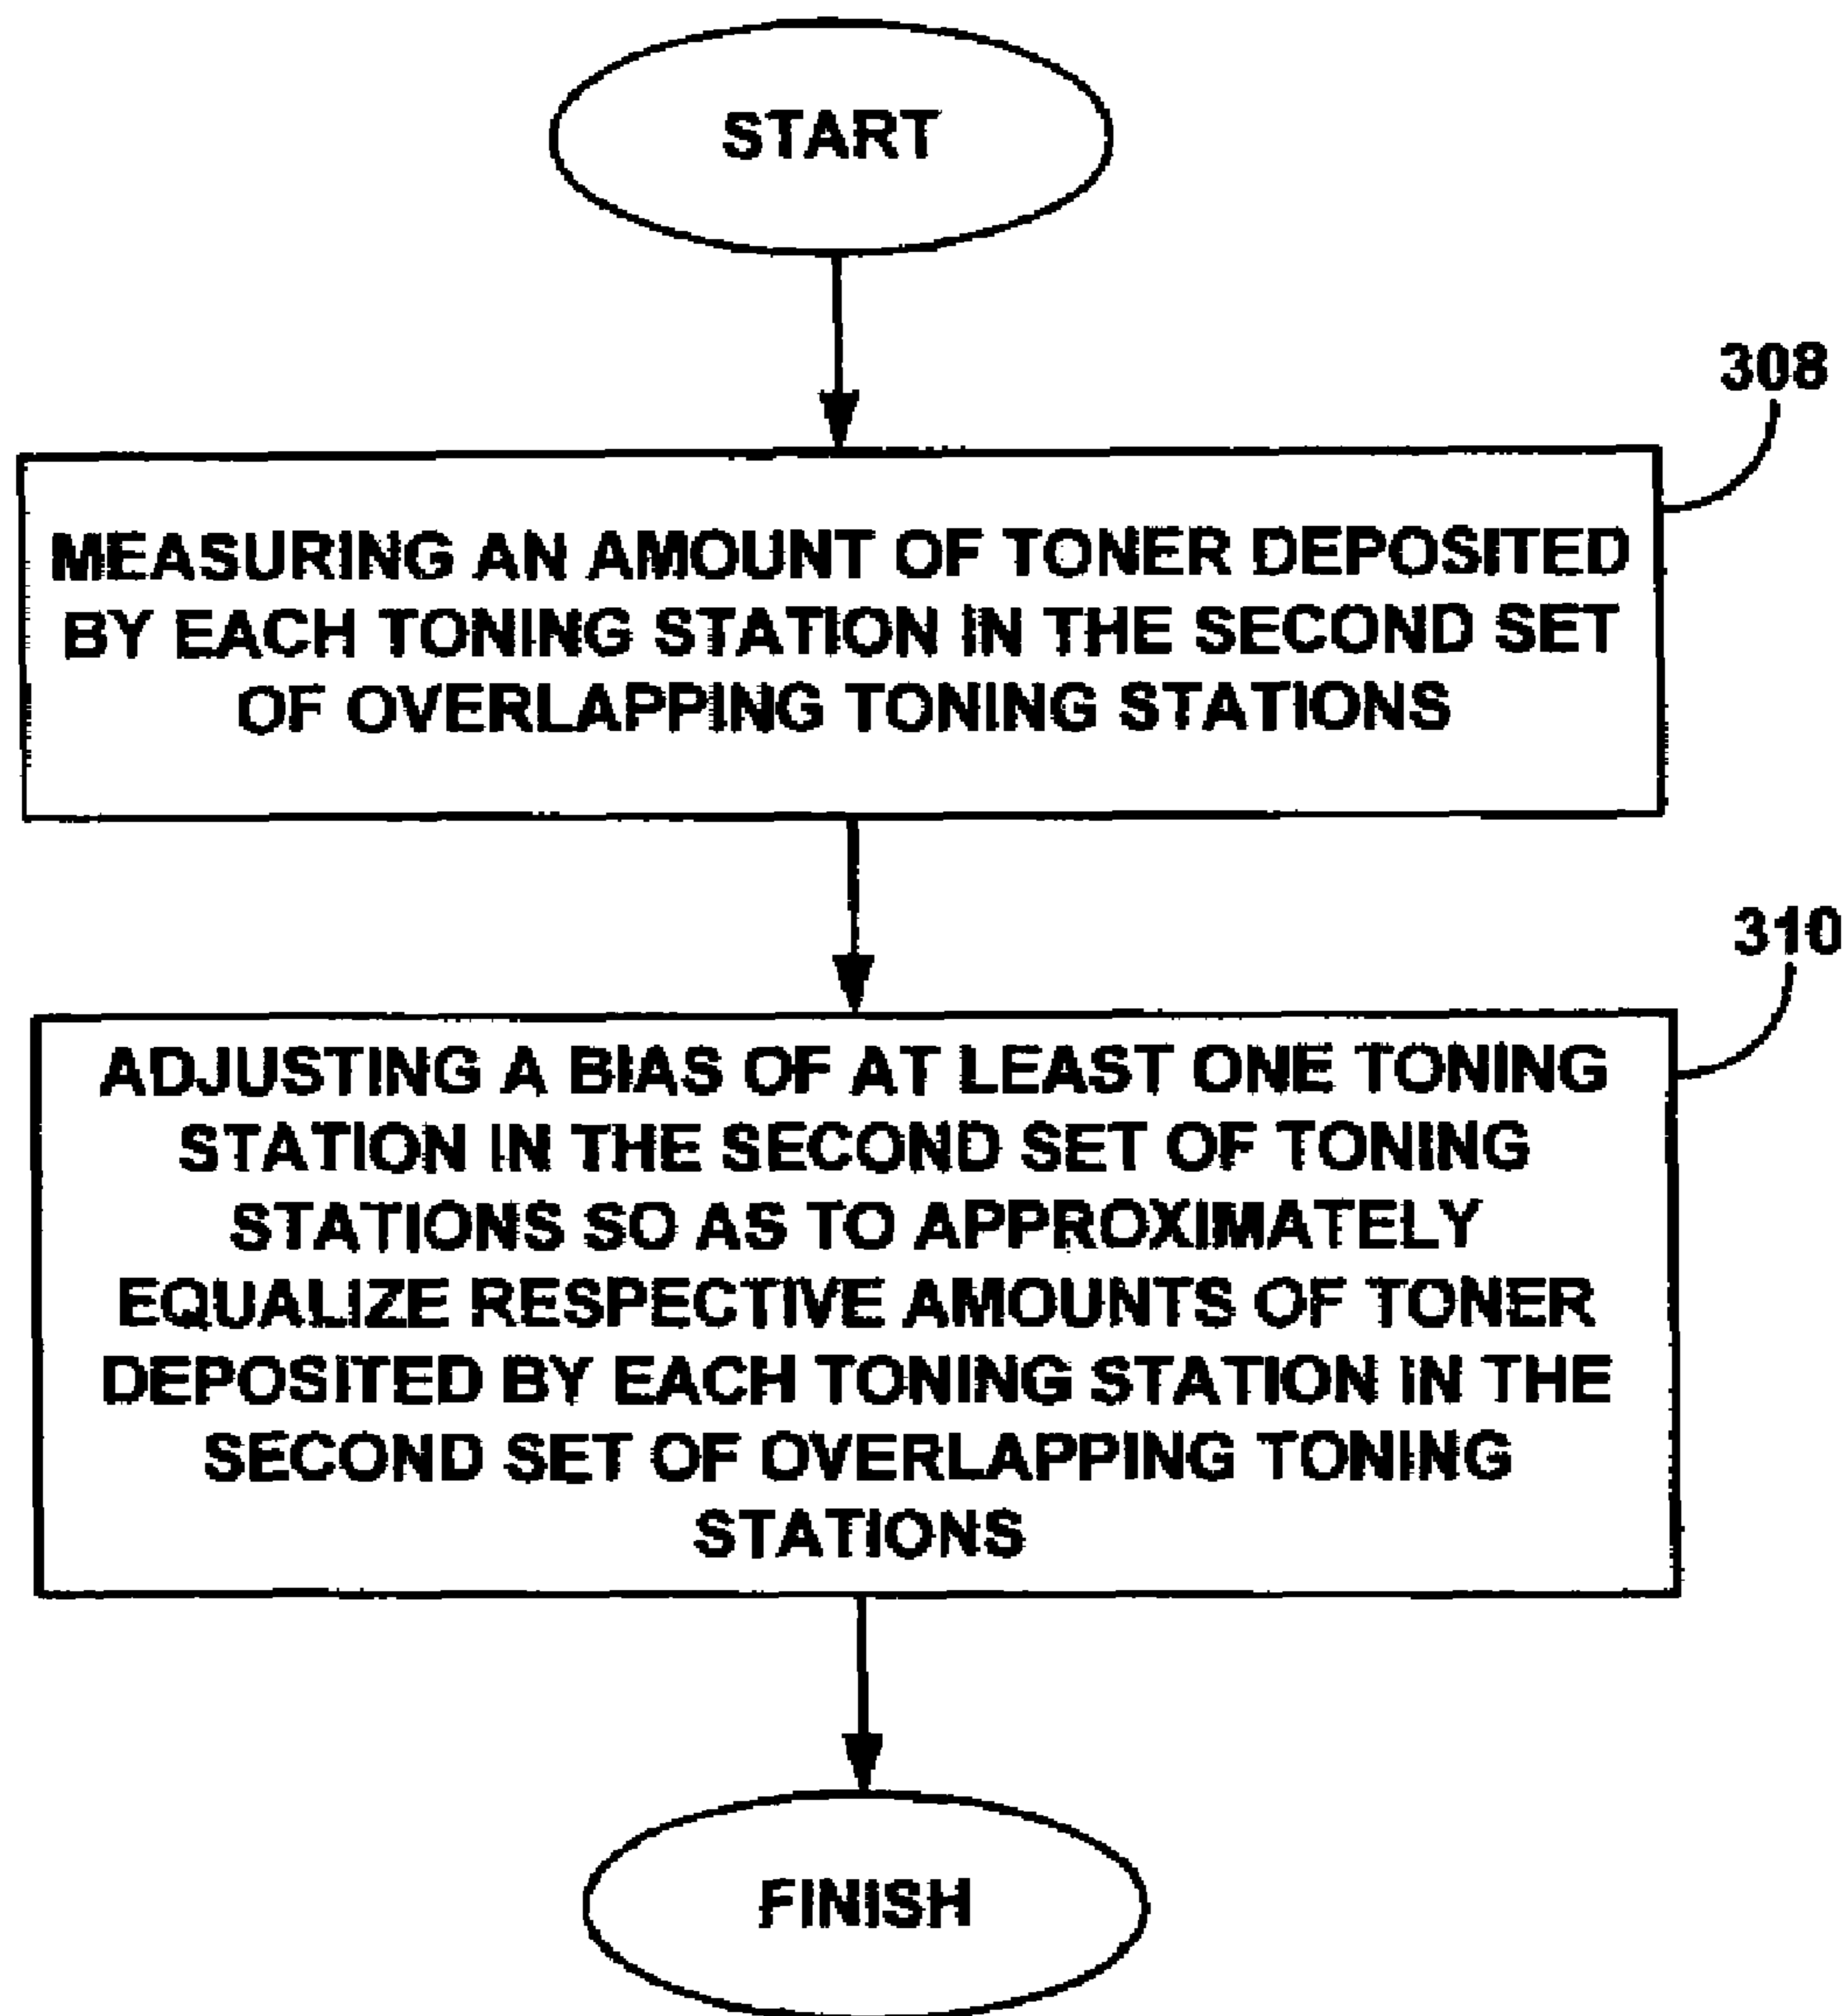 START
308
MEASURING AN AMOUNT OF TONER DEPOSITED
BY EACH TONING STATION IN THE SECOND SET
OF OVERLAPPING TONING STATIONS
310
ADJUSTING A BIAS OF AT LEAST ONE TONING
STATION IN THE SECOND SET OF TONING
STATIONS SO AS TO APPROXIMATELY
EQUALIZE RESPECTIVE AMOUNTS OF TONER
DEPOSITED BY EACH TONING STATION IN THE
SECOND SET OF OVERLAPPING TONING
STATIONS
FINISH